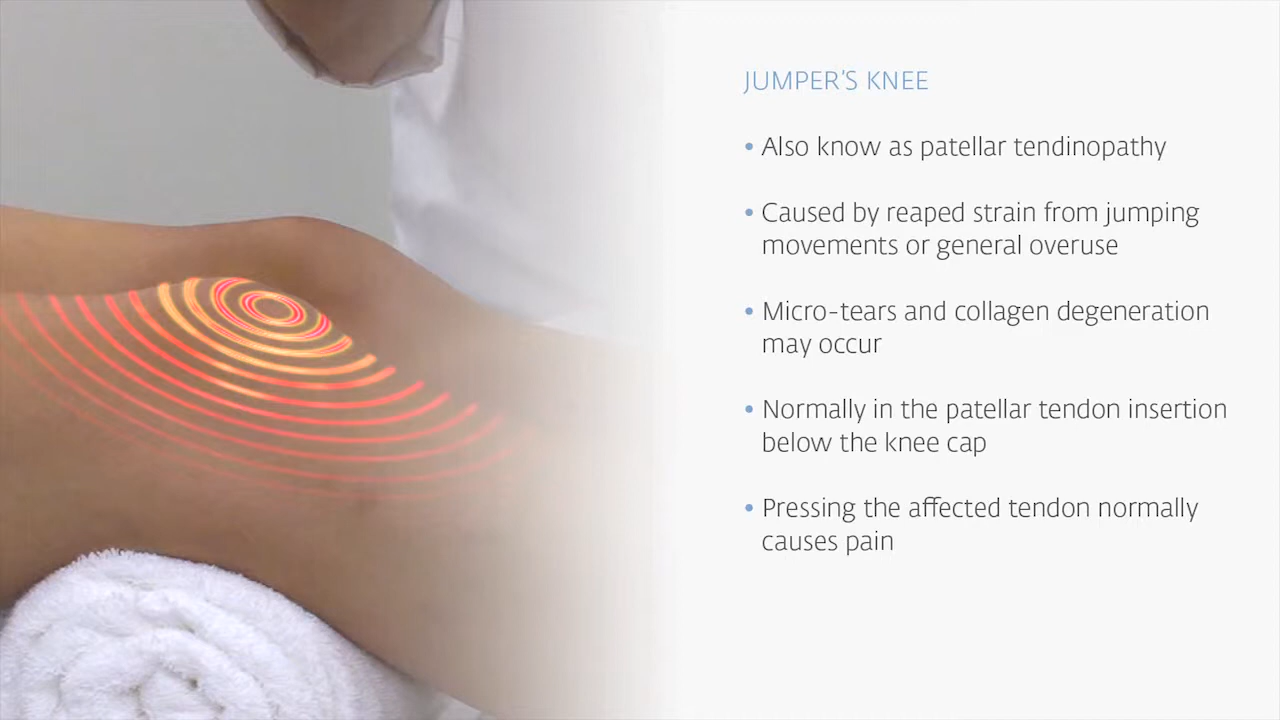 JUMPER'S KNEE
• Also know as patellar tendinopathy
• Caused by reaped strain from jumping
movements or general overuse
• Micro-tears and collagen degeneration
may occur
• Normally in the patellar tendon insertion
below the knee cap
• Pressing the affected tendon normally
causes pain